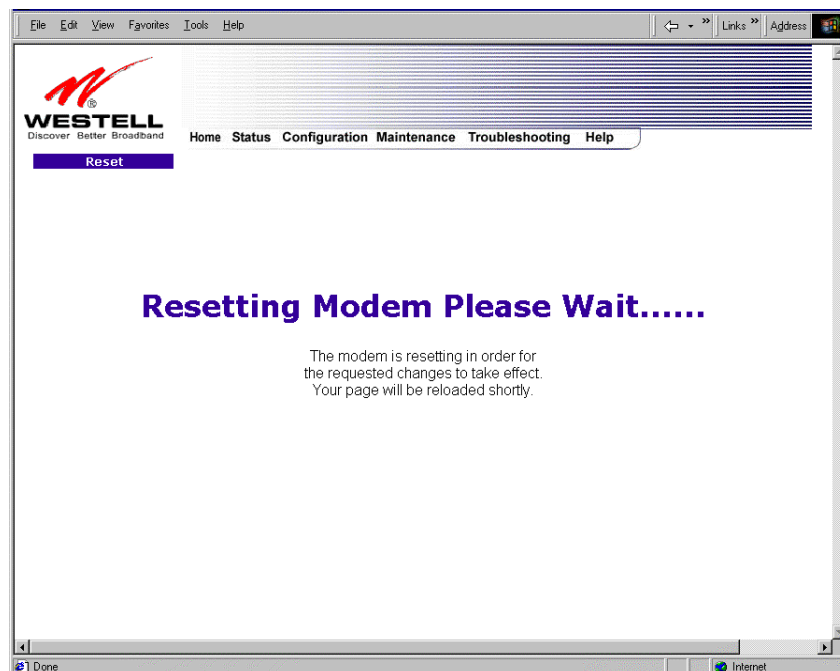 File Edit View Favorites Tools Help
» Links » Address
®
WESTELL
Discover Better Broadband
Home Status Configuration Maintenance Troubleshooting Help
Reset
Resetting Modem Please Wait......
The modem is resetting in order for
the requested changes to take effect.
Your page will be reloaded shortly.
Done
Internet